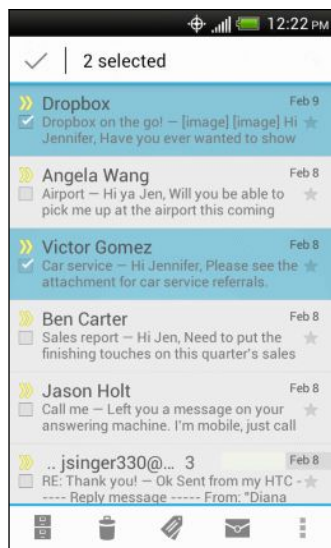 12:22 PM
2 selected
Dropbox Feb 9
Dropbox on the go! – [image] [image] Hi
Jennifer, Have you ever wanted to show
Angela Wang Feb 8
Airport – Hi ya Jen, Will you be able to
pick me up at the airport this coming
Victor Gomez Feb 8
Car service – Hi Jennifer, Please see the
attachment for car service referrals.
Ben Carter Feb 8
Sales report – Hi Jen, Need to put the
finishing touches on this quarter's sales
Jason Holt Feb 8
Call me – Left you a message on your
answering machine. I'm mobile, just call
.. jsinger330@... 3 Feb 8
RE: Thank you! – Ok Sent from my HTC -
---- Reply message ----- From: "Diana